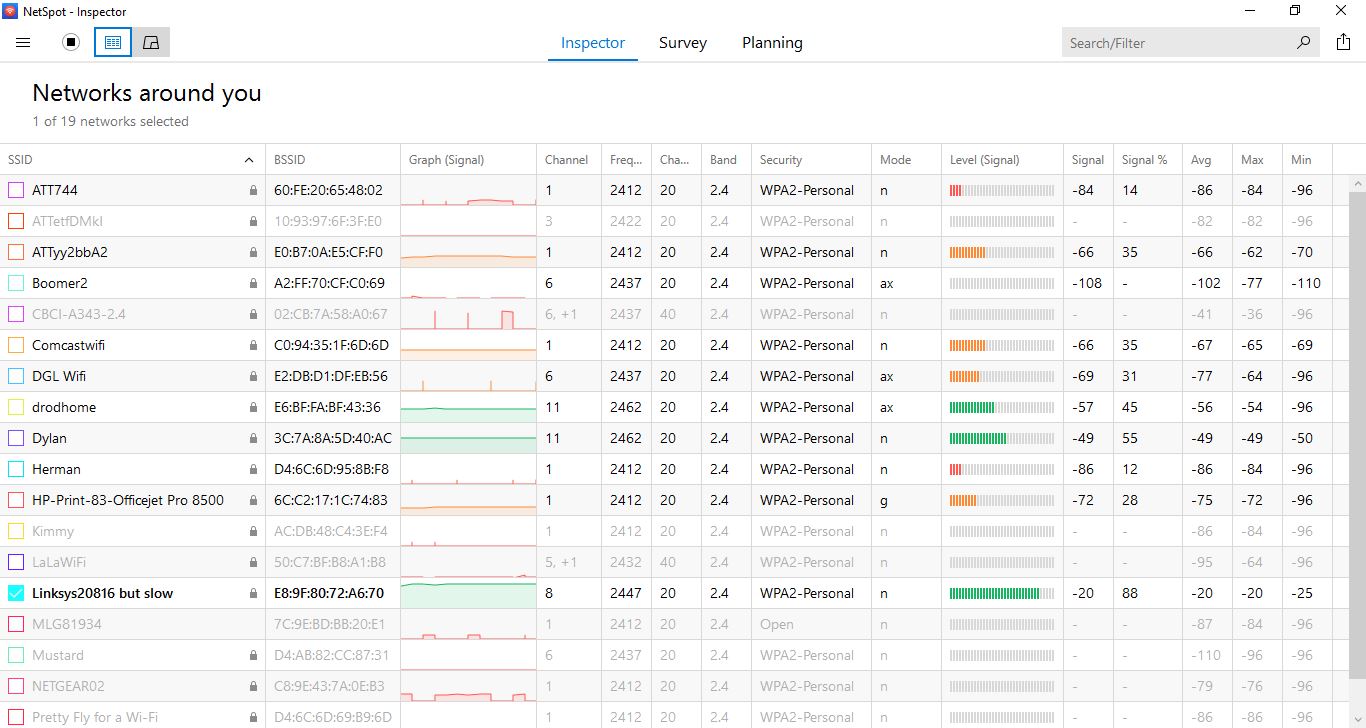 NetSpot - Inspector
Inspector Survey Planning Search/Filter
Networks around you
1 of 19 networks selected
SSID BSSID Graph (Signal) Channel Freq... Cha... Band Security Mode Level (Signal) Signal Signal % Avg Max Min
ATT744 60:FE:20:65:48:02 1 2412 20 2.4 WPA2-Personal n -84 14 -86 -84 -96
ATTetfDMkI 10:93:97:6F:3F:E0 3 2422 20 2.4 WPA2-Personal n - - -82 -82 -96
ATTyy2bbA2 E0:B7:0A:E5:CF:F0 1 2412 20 2.4 WPA2-Personal n -66 35 -66 -62 -70
Boomer2 A2:FF:70:CF:C0:69 6 2437 20 2.4 WPA2-Personal ax -108 - -102 -77 -110
CBCI-A343-2.4 02:CB:7A:58:A0:67 6, +1 2437 40 2.4 WPA2-Personal n - - -41 -36 -96
Comcastwifi C0:94:35:1F:6D:6D 1 2412 20 2.4 WPA2-Personal n -66 35 -67 -65 -69
DGL Wifi E2:DB:D1:DF:EB:56 6 2437 20 2.4 WPA2-Personal ax -69 31 -77 -64 -96
drodhome E6:BF:FA:BF:43:36 11 2462 20 2.4 WPA2-Personal ax -57 45 -56 -54 -96
Dylan 3C:7A:8A:5D:40:AC 11 2462 20 2.4 WPA2-Personal n -49 55 -49 -49 -50
Herman D4:6C:6D:95:8B:F8 1 2412 20 2.4 WPA2-Personal n -86 12 -86 -84 -96
HP-Print-83-Officejet Pro 8500 6C:C2:17:1C:74:83 1 2412 20 2.4 WPA2-Personal g -72 28 -75 -72 -96
Kimmy AC:DB:48:C4:3E:F4 1 2412 20 2.4 WPA2-Personal n - - -86 -84 -96
LaLaWiFi 50:C7:BF:B8:A1:B8 5, +1 2432 40 2.4 WPA2-Personal n - - -95 -64 -96
Linksys20816 but slow E8:9F:80:72:A6:70 8 2447 20 2.4 WPA2-Personal n -20 88 -20 -20 -25
MLG81934 7C:9E:BD:BB:20:E1 1 2412 20 2.4 Open n - - -87 -84 -96
Mustard D4:AB:82:CC:87:31 6 2437 20 2.4 WPA2-Personal n - - -110 -96 -96
NETGEAR02 C8:9E:43:7A:0E:B3 1 2412 20 2.4 WPA2-Personal n - - -79 -76 -96
Pretty Fly for a Wi-Fi D4:6C:6D:69:B9:6D 1 2412 20 2.4 WPA2-Personal n - - -86 -86 -96